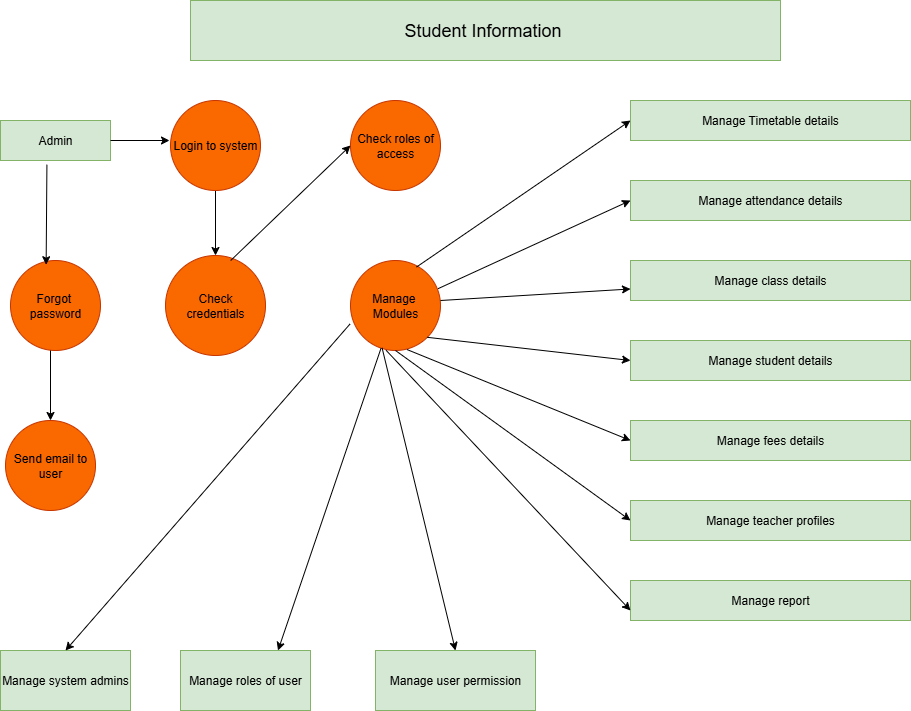 Student Information
Admin
Login to system
Check roles of
access
Manage Timetable details
Manage attendance details
Manage class details
Forgot
password
Check
credentials
Manage
Modules
Manage student details
Manage fees details
Send email to
user
Manage teacher profiles
Manage report
Manage system admins
Manage roles of user
Manage user permission